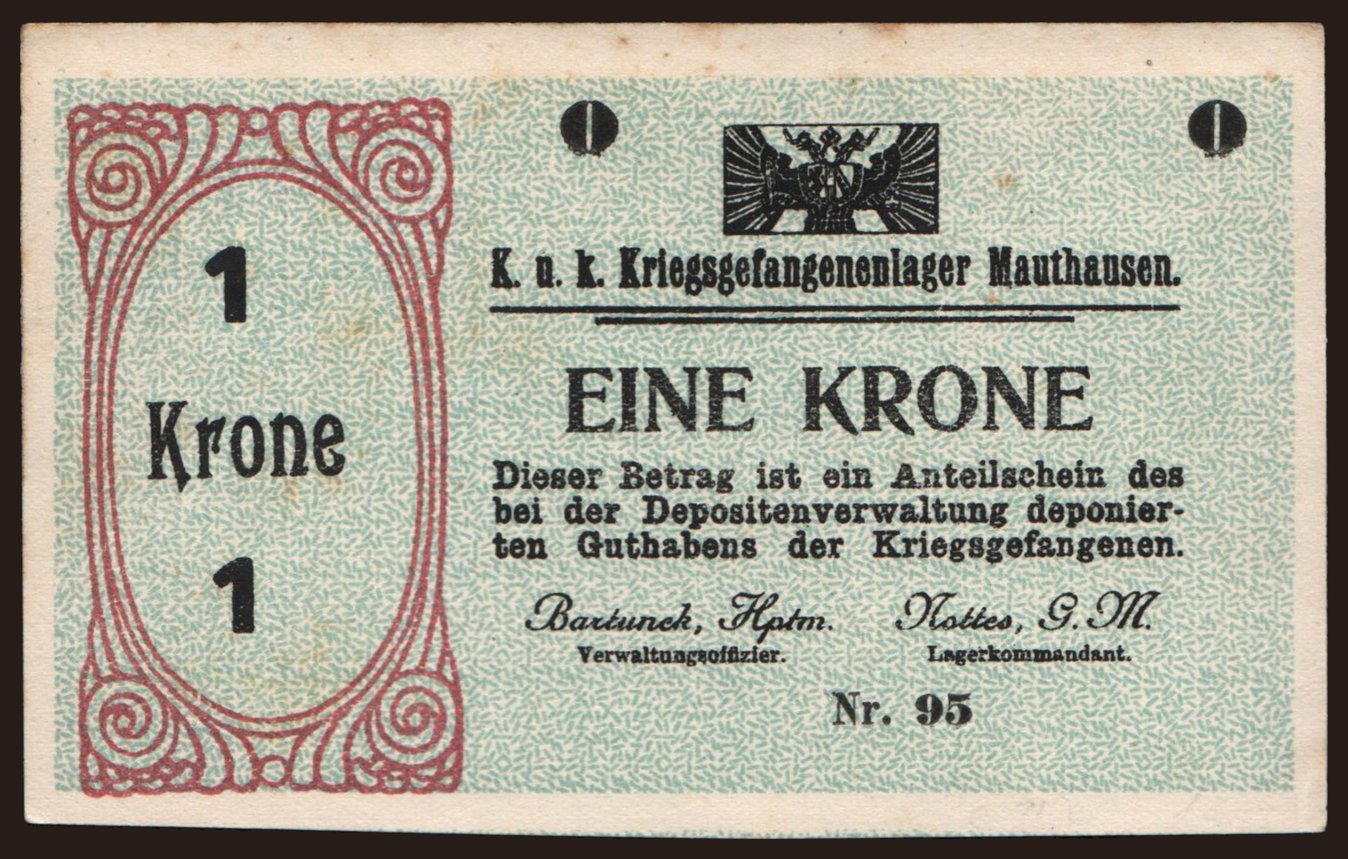 1
Krone
1
K. u. k. Kriegsgefangenenlager Mauthausen.
EINE KRONE
Dieser Betrag ist ein Anteilschein des
bei der Depositenverwaltung deponier-
ten Guthabens der Kriegsgefangenen.
Bartunek, Hptm.
Verwaltungsoffizier.
Nottes, G. M.
Lagerkommandant.
Nr. 95